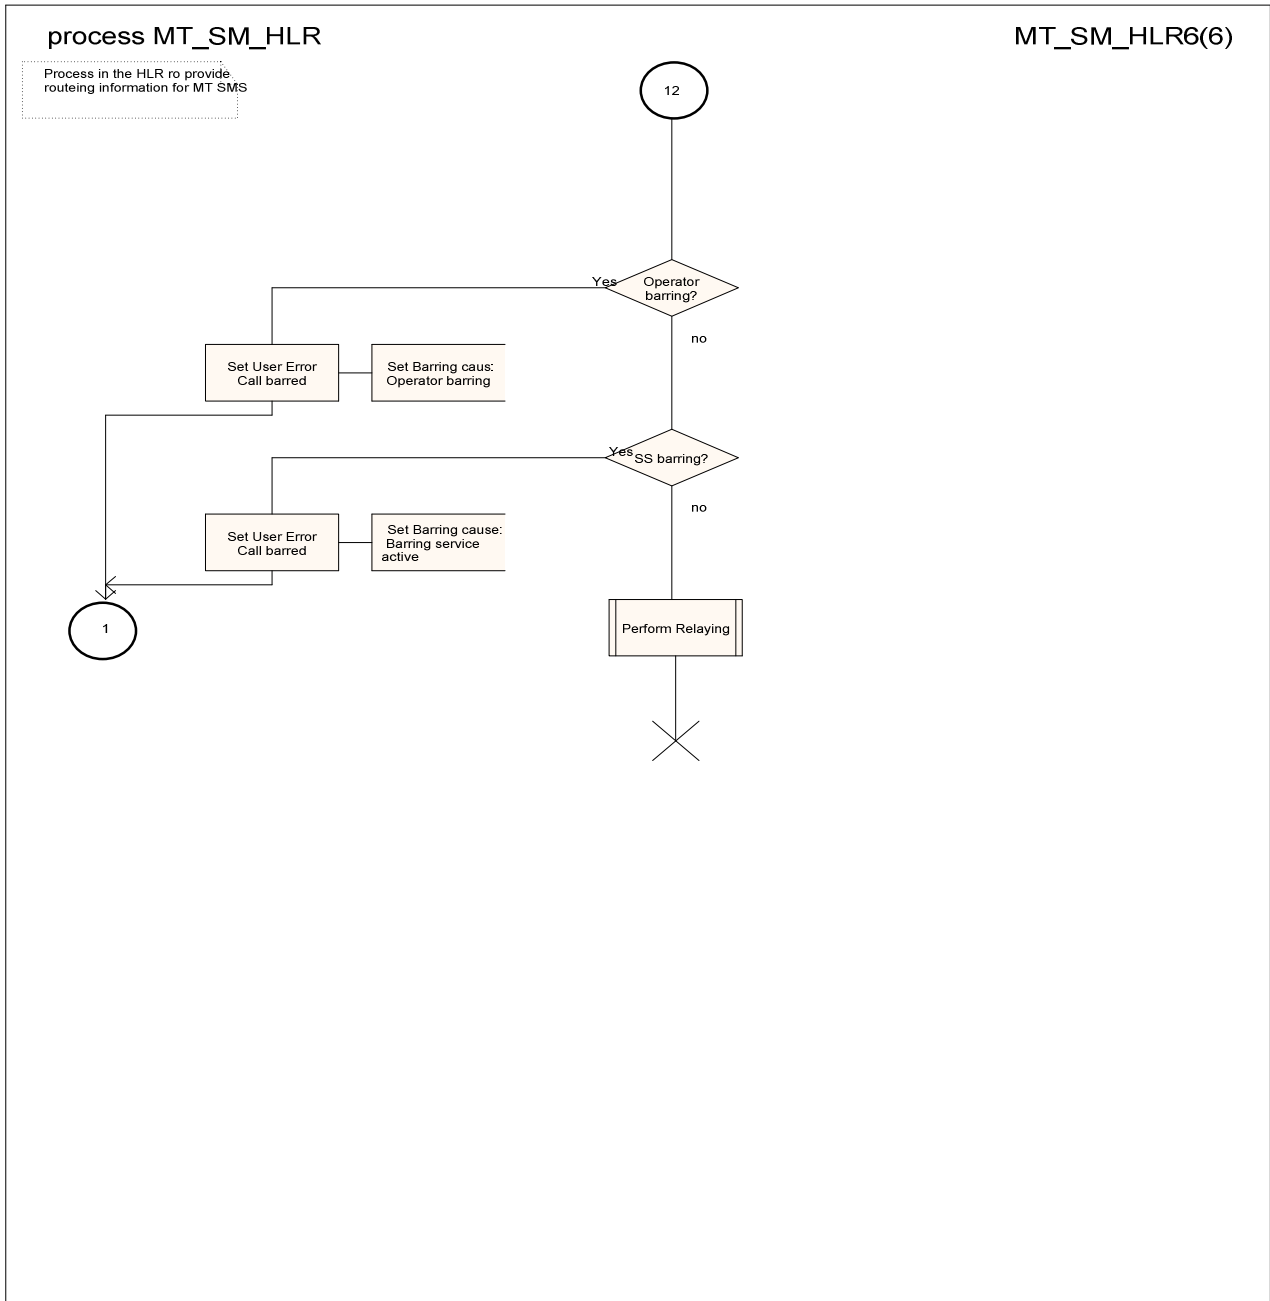 process MT_SM_HLR
MT_SM_HLR6(6)
Process in the HLR ro provide
routeing information for MT SMS
12
Yes
Operator
barring?
no
Set User Error
Call barred
Set Barring caus:
Operator barring
Yes
SS barring?
no
Set User Error
Call barred
Set Barring cause:
Barring service
active
1
Perform Relaying